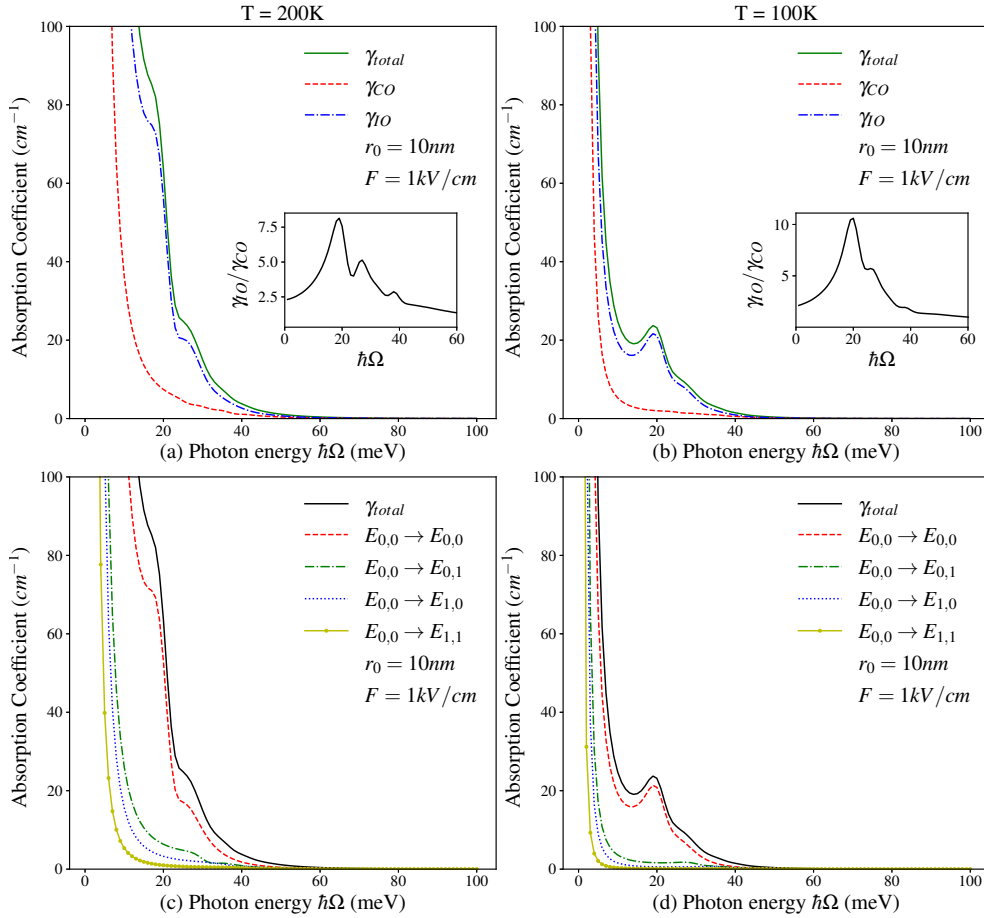 T = 200K
T = 100K
100
80
60
40
20
0
0 20 40 60 80 100
Absorption Coefficient (cm⁻¹)
γtotal
γCO
γIO
r₀ = 10nm
F = 1kV/cm
7.5
5.0
2.5
0 20 40 60
γIO/γCO
ħΩ
(a) Photon energy ħΩ (meV)
100
80
60
40
20
0
0 20 40 60 80 100
Absorption Coefficient (cm⁻¹)
γtotal
γCO
γIO
r₀ = 10nm
F = 1kV/cm
10
5
0 20 40 60
γIO/γCO
ħΩ
(b) Photon energy ħΩ (meV)
100
80
60
40
20
0
0 20 40 60 80 100
Absorption Coefficient (cm⁻¹)
γtotal
E0,0 → E0,0
E0,0 → E0,1
E0,0 → E1,0
E0,0 → E1,1
r₀ = 10nm
F = 1kV/cm
(c) Photon energy ħΩ (meV)
100
80
60
40
20
0
0 20 40 60 80 100
Absorption Coefficient (cm⁻¹)
γtotal
E0,0 → E0,0
E0,0 → E0,1
E0,0 → E1,0
E0,0 → E1,1
r₀ = 10nm
F = 1kV/cm
(d) Photon energy ħΩ (meV)